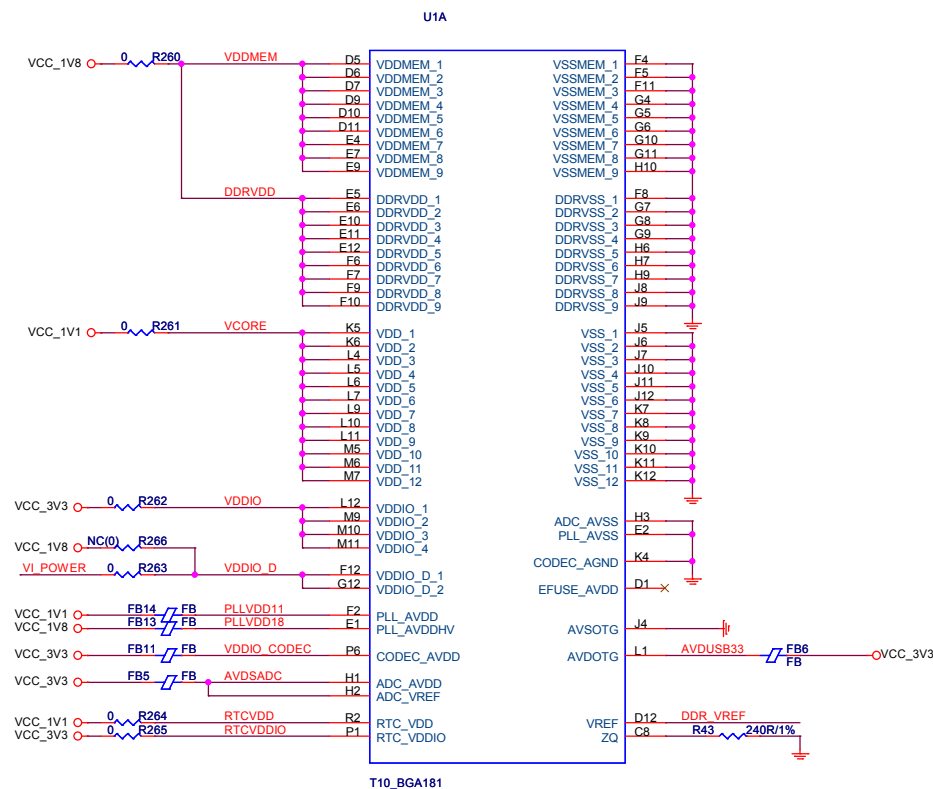 U1A
VCC_1V8 0 R260 VDDMEM D5 VDDMEM_1 VSSMEM_1 F4
D6 VDDMEM_2 VSSMEM_2 F5
D7 VDDMEM_3 VSSMEM_3 F11
D9 VDDMEM_4 VSSMEM_4 G4
D10 VDDMEM_5 VSSMEM_5 G5
D11 VDDMEM_6 VSSMEM_6 G6
E4 VDDMEM_7 VSSMEM_7 G10
E7 VDDMEM_8 VSSMEM_8 G11
E9 VDDMEM_9 VSSMEM_9 H10
DDRVDD E5 DDRVDD_1 DDRVSS_1 F8
E6 DDRVDD_2 DDRVSS_2 G7
E10 DDRVDD_3 DDRVSS_3 G8
E11 DDRVDD_4 DDRVSS_4 G9
E12 DDRVDD_5 DDRVSS_5 H6
F6 DDRVDD_6 DDRVSS_6 H7
F7 DDRVDD_7 DDRVSS_7 H9
F9 DDRVDD_8 DDRVSS_8 J8
F10 DDRVDD_9 DDRVSS_9 J9
VCC_1V1 0 R261 VCORE K5 VDD_1 VSS_1 J5
K6 VDD_2 VSS_2 J6
L4 VDD_3 VSS_3 J7
L5 VDD_4 VSS_4 J10
L6 VDD_5 VSS_5 J11
L7 VDD_6 VSS_6 J12
L9 VDD_7 VSS_7 K7
L10 VDD_8 VSS_8 K8
L11 VDD_9 VSS_9 K9
M5 VDD_10 VSS_10 K10
M6 VDD_11 VSS_11 K11
M7 VDD_12 VSS_12 K12
VCC_3V3 0 R262 VDDIO L12 VDDIO_1
M9 VDDIO_2 ADC_AVSS H3
M10 VDDIO_3 PLL_AVSS E2
M11 VDDIO_4
VCC_1V8 NC(0) R266
CODEC_AGND K4
VI_POWER 0 R263 VDDIO_D F12 VDDIO_D_1
G12 VDDIO_D_2 EFUSE_AVDD D1
VCC_1V1 FB14 FB PLLVDD11 F2 PLL_AVDD
VCC_1V8 FB13 FB PLLVDD18 E1 PLL_AVDDHV AVSOTG J4
VCC_3V3 FB11 FB VDDIO_CODEC P6 CODEC_AVDD AVDOTG L1 AVDUSB33 FB6 FB VCC_3V3
VCC_3V3 FB5 FB AVDSADC H1 ADC_AVDD
H2 ADC_VREF
VCC_1V1 0 R264 RTCVDD R2 RTC_VDD VREF D12 DDR_VREF
VCC_3V3 0 R265 RTCVDDIO P1 RTC_VDDIO ZQ C8 R43 240R/1%
T10_BGA181